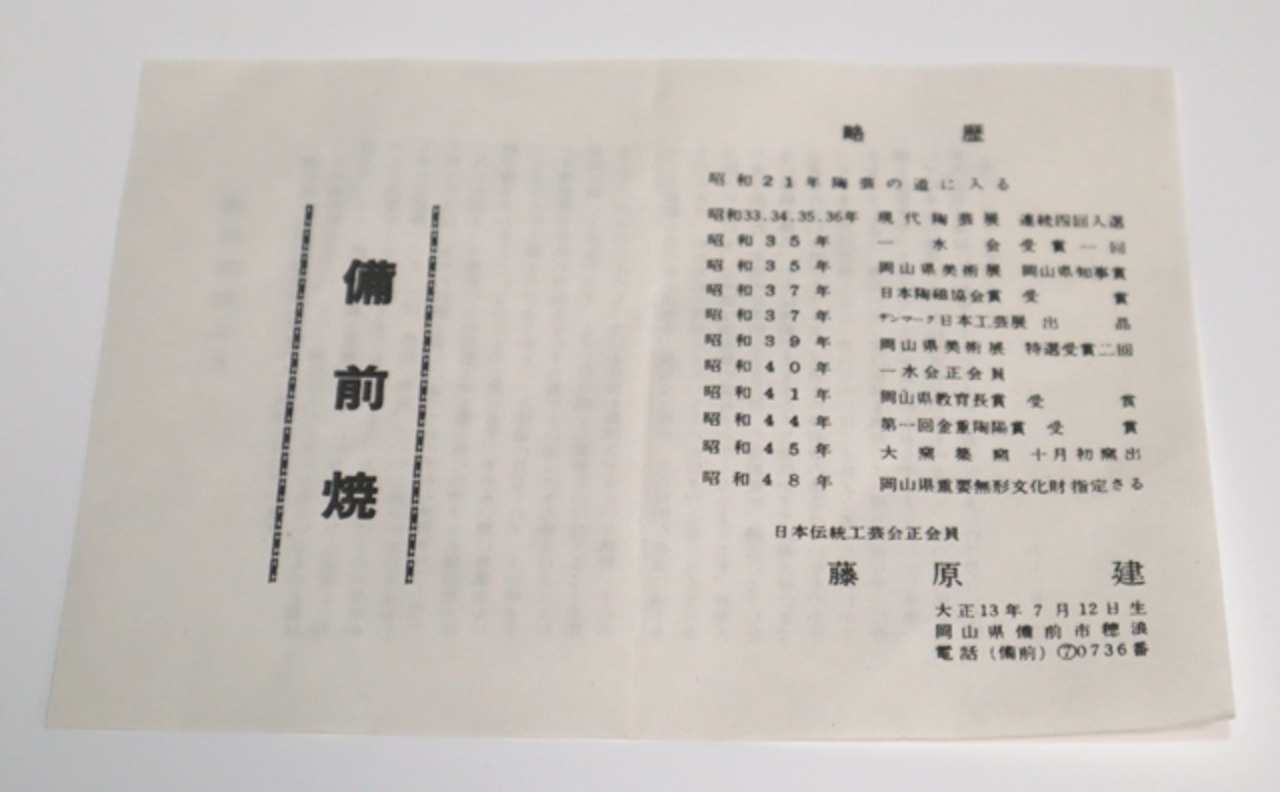 備前焼
略歴
昭和21年陶芸の道に入る
昭和33.34.35.36年 現代陶芸展 連続四回入選
昭和35年 一水会受賞一回
昭和35年 岡山県美術展 岡山県知事賞
昭和37年 日本陶磁協会賞 受賞
昭和37年 デンマーク日本工芸展 出品
昭和39年 岡山県美術展 特選受賞二回
昭和40年 一水会正会員
昭和41年 岡山県教育長賞 受賞
昭和44年 第一回金重陶陽賞 受賞
昭和45年 大窯築窯 十月初窯出
昭和48年 岡山県重要無形文化財指定さる
日本伝統工芸会正会員
藤原 建
大正13年7月12日生
岡山県備前市穂浪
電話(備前)⑦0736番